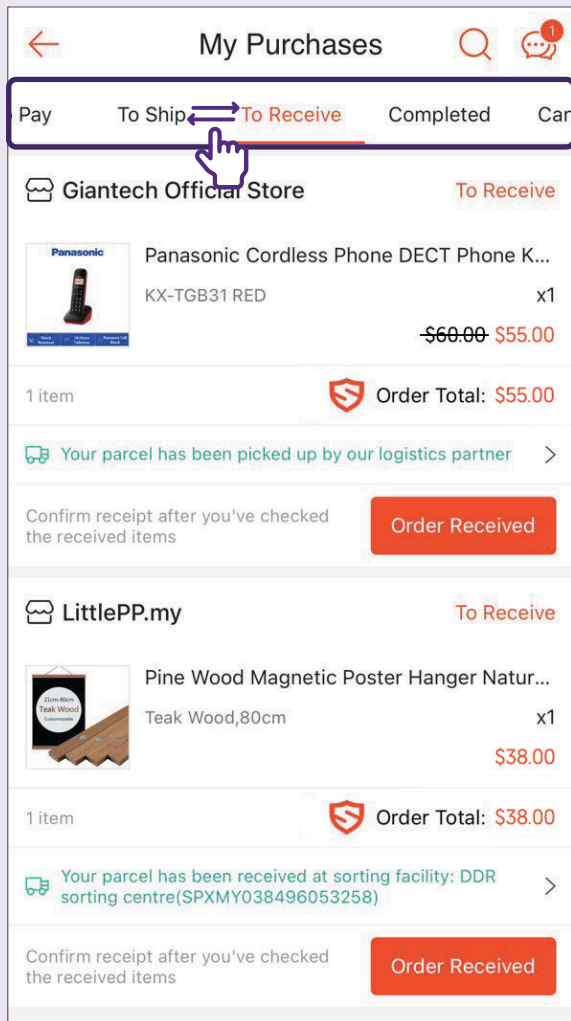 My Purchases
1
Pay To Ship To Receive Completed Can
Giantech Official Store To Receive
Panasonic
Panasonic Cordless Phone DECT Phone K...
KX-TGB31 RED x1
$60.00 $55.00
1 item Order Total: $55.00
Your parcel has been picked up by our logistics partner
Confirm receipt after you've checked
the received items
Order Received
LittlePP.my To Receive
21cm-80cm
Teak Wood
Customizable
Pine Wood Magnetic Poster Hanger Natur...
Teak Wood,80cm x1
$38.00
1 item Order Total: $38.00
Your parcel has been received at sorting facility: DDR
sorting centre(SPXMY038496053258)
Confirm receipt after you've checked
the received items
Order Received